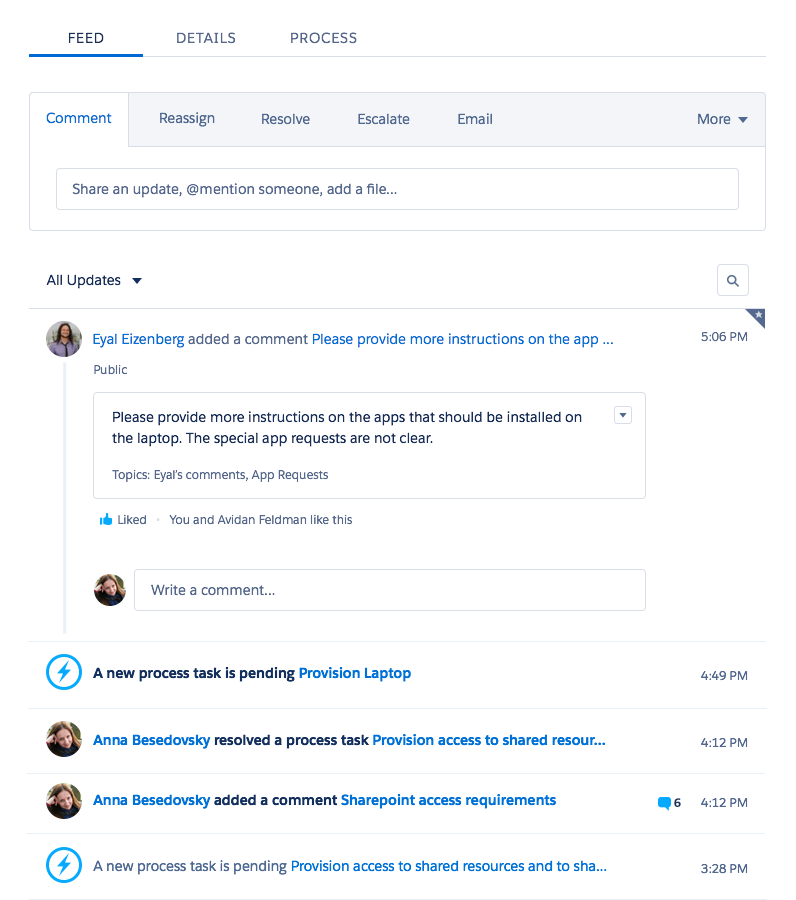 FEED DETAILS PROCESS
Comment Reassign Resolve Escalate Email More
Share an update, @mention someone, add a file...
All Updates
Eyal Eizenberg added a comment Please provide more instructions on the app ... 5:06 PM
Public
Please provide more instructions on the apps that should be installed on
the laptop. The special app requests are not clear.
Topics: Eyal's comments, App Requests
Liked · You and Avidan Feldman like this
Write a comment...
A new process task is pending Provision Laptop 4:49 PM
Anna Besedovsky resolved a process task Provision access to shared resour... 4:12 PM
Anna Besedovsky added a comment Sharepoint access requirements 6 4:12 PM
A new process task is pending Provision access to shared resources and to sha... 3:28 PM